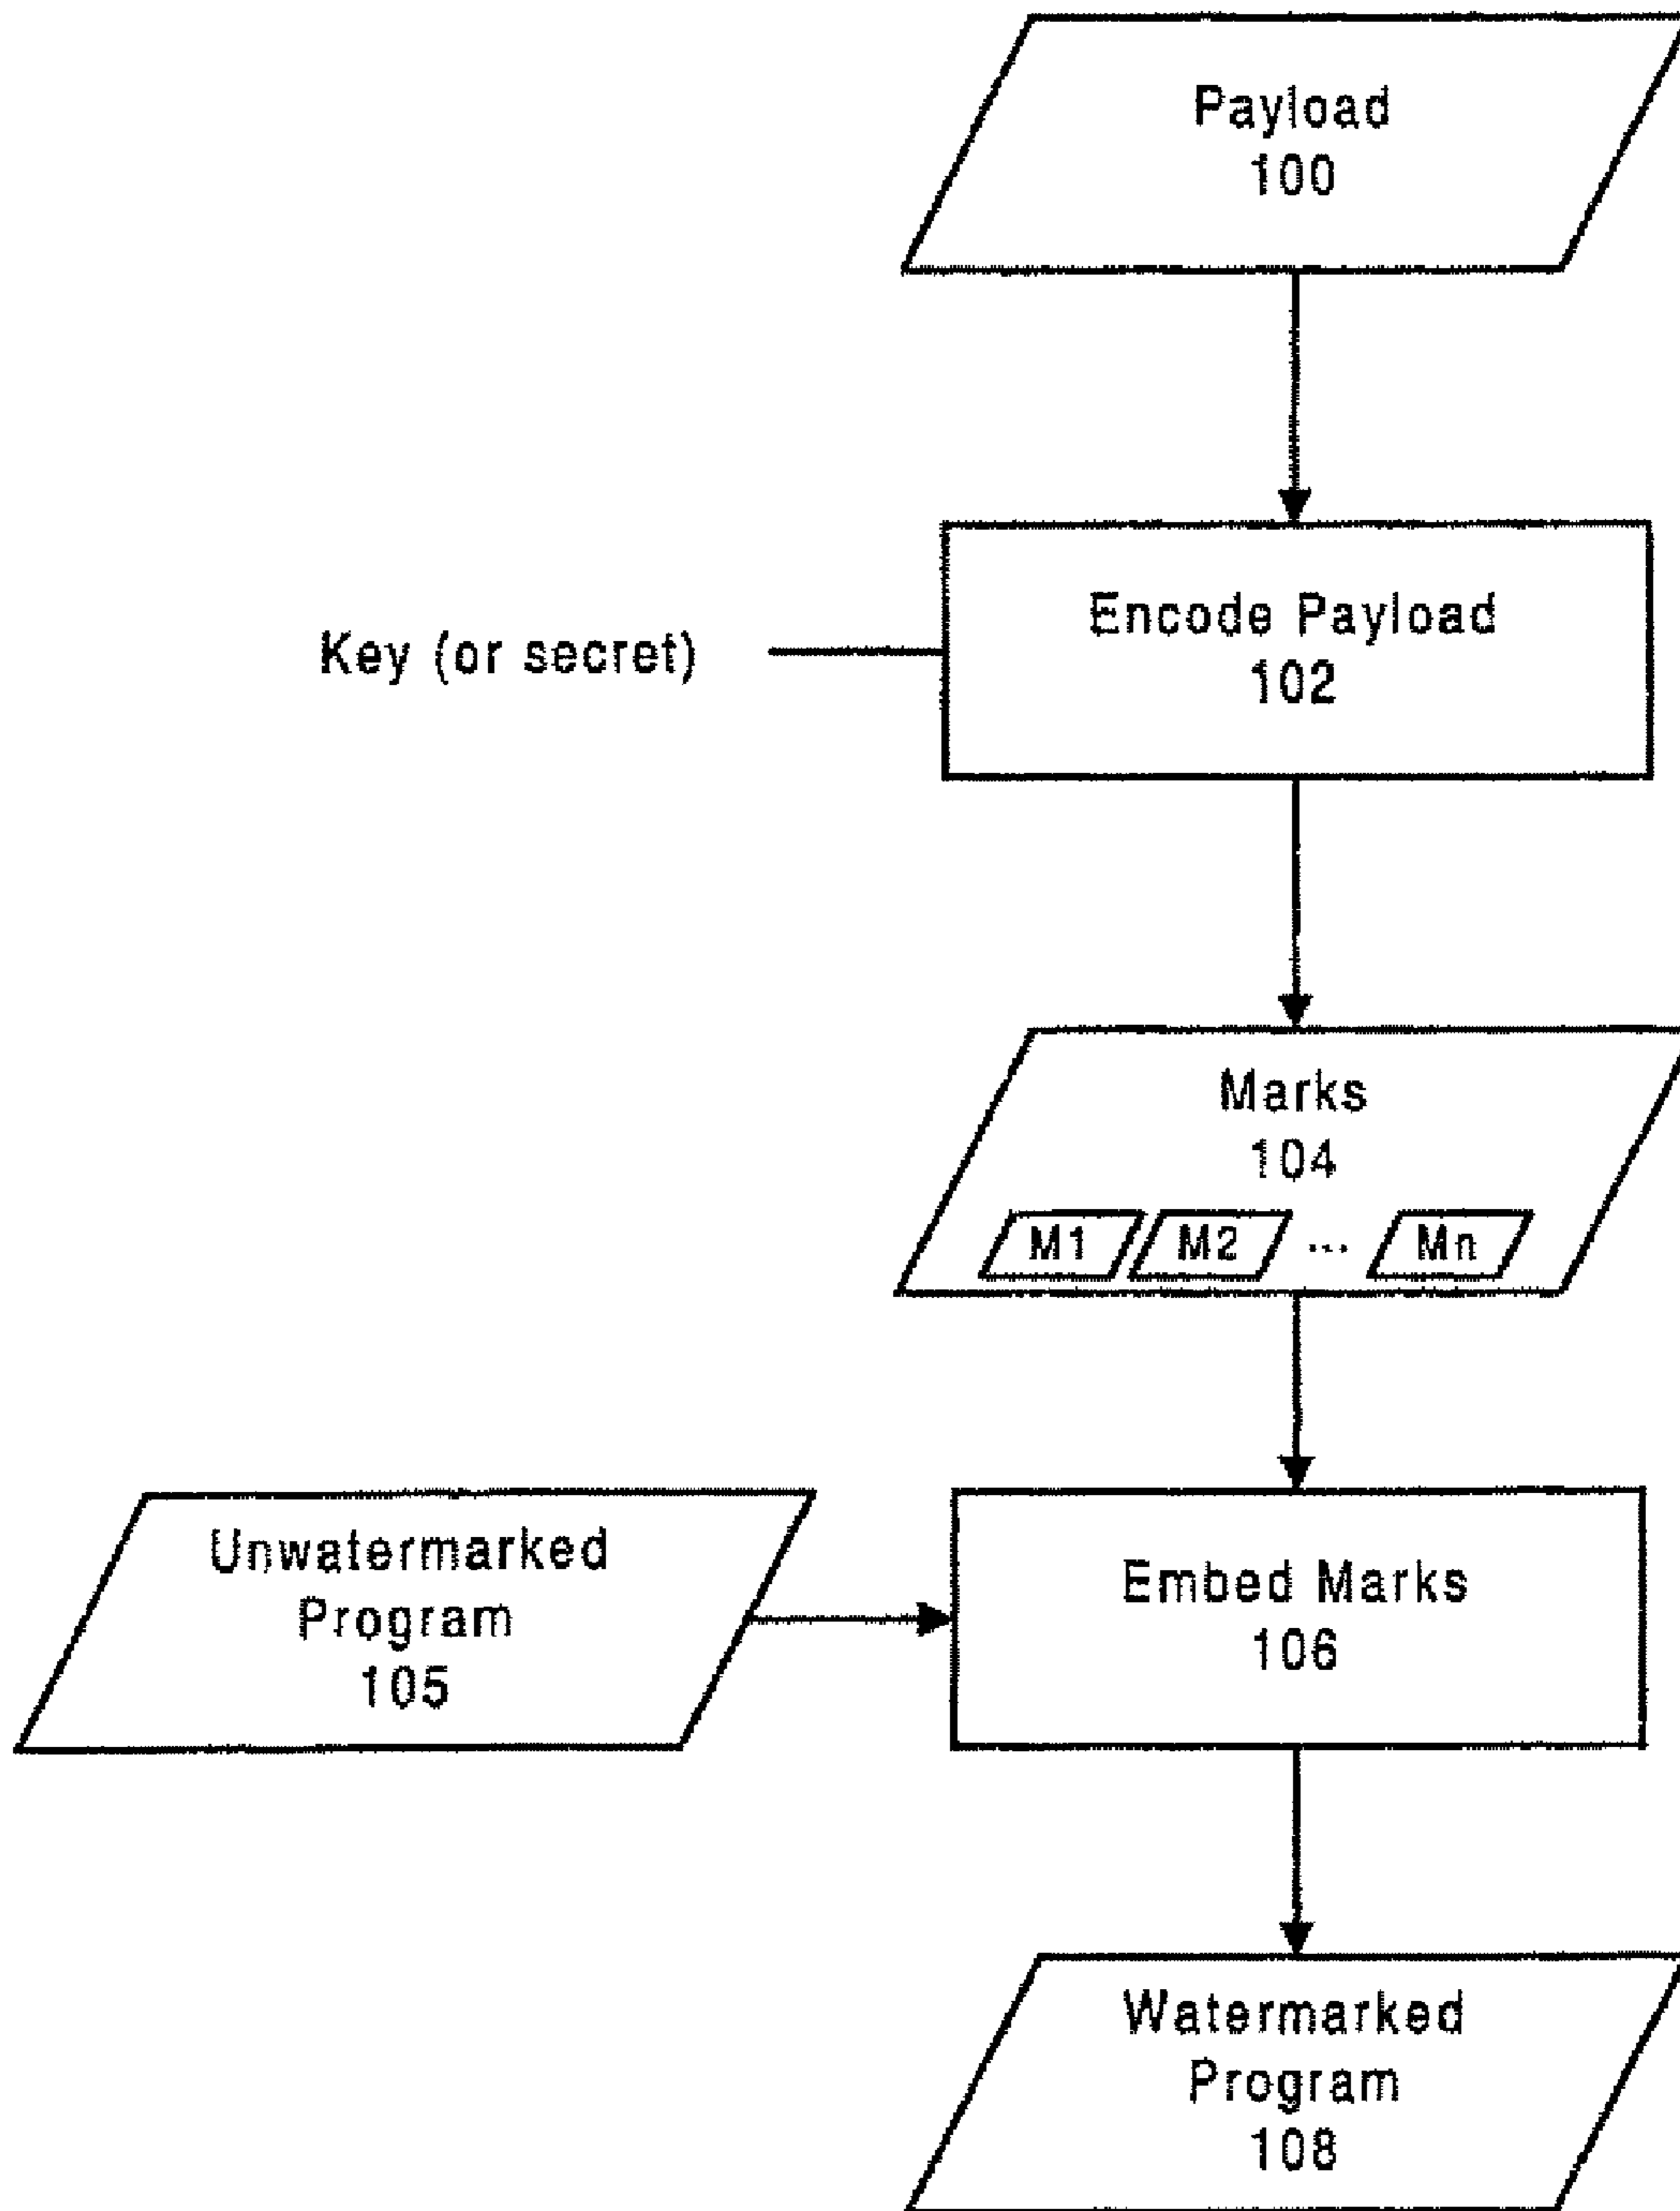 Payload
100
Key (or secret)
Encode Payload
102
Marks
104
M1 M2 ... Mn
Unwatermarked
Program
105
Embed Marks
106
Watermarked
Program
108